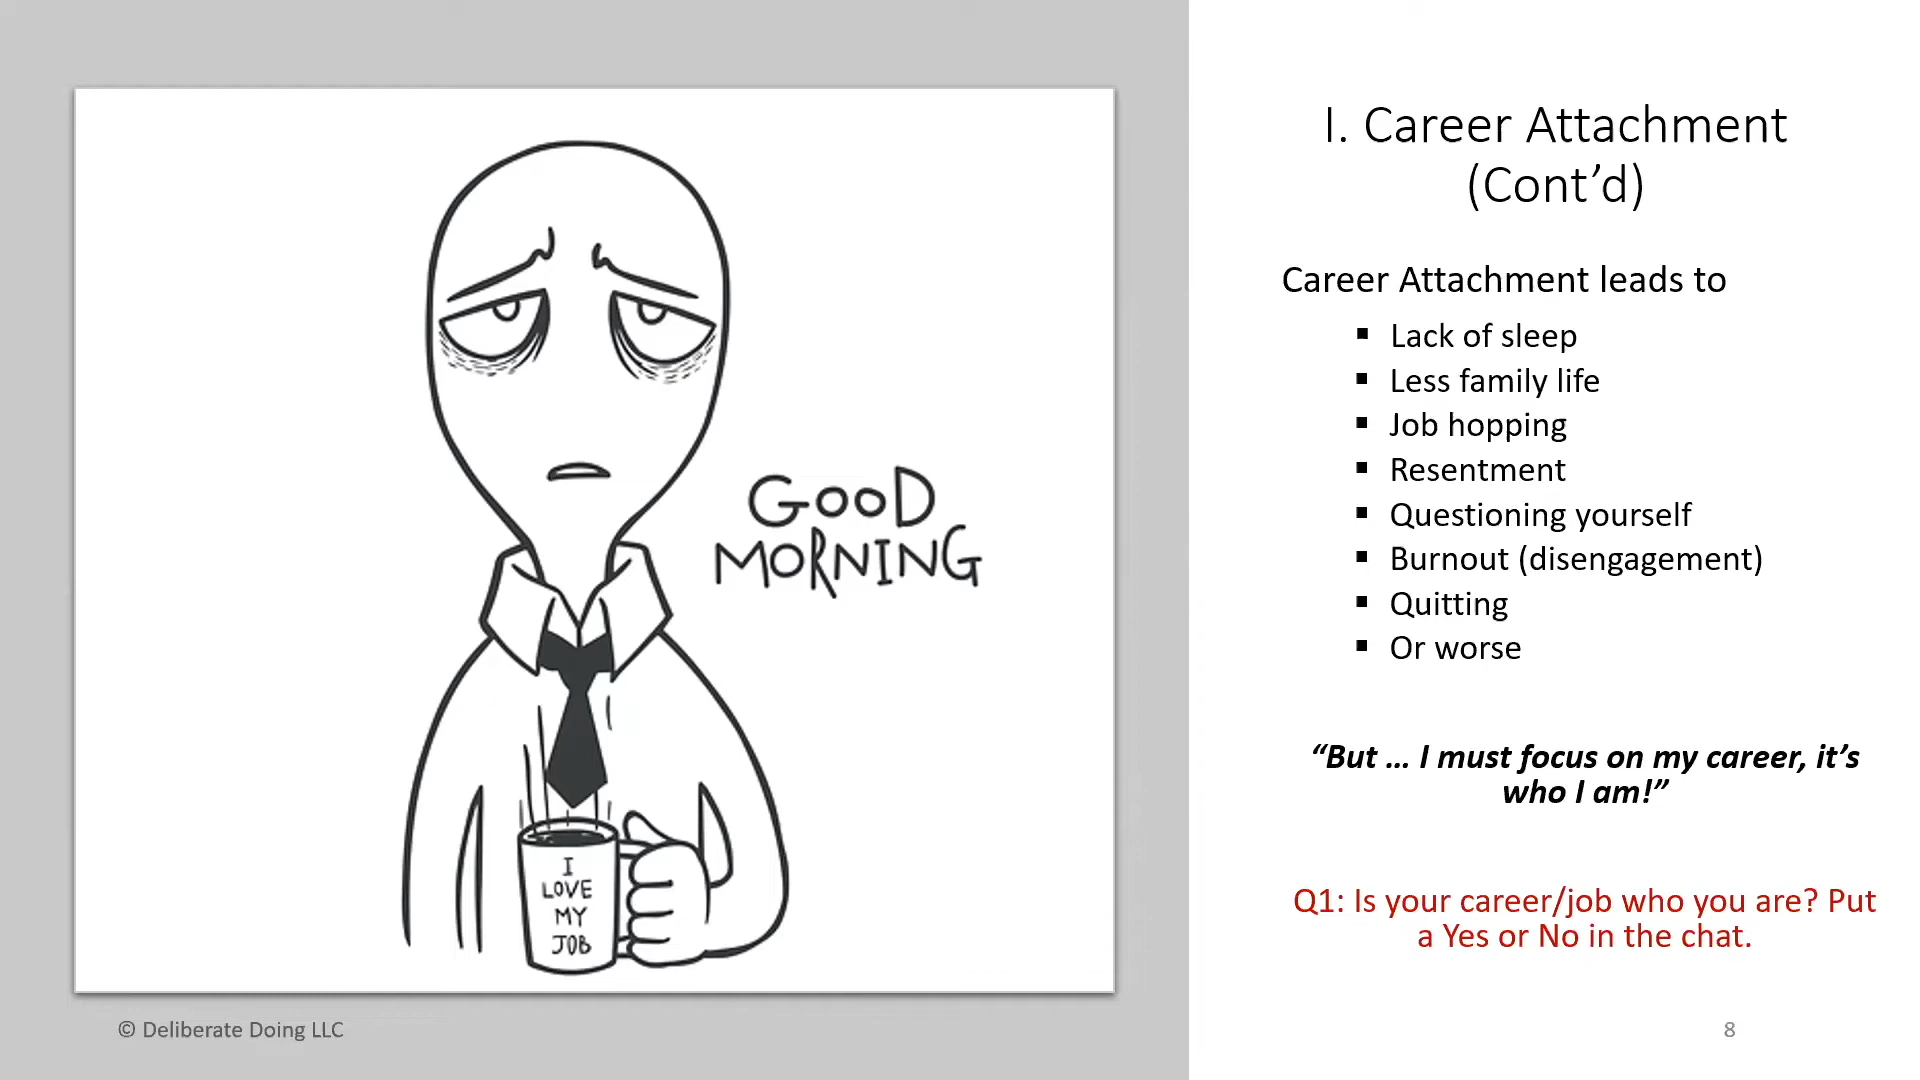 GOOD
MORNING
I
LOVE
MY
JOB
© Deliberate Doing LLC
I. Career Attachment
(Cont’d)
Career Attachment leads to
▪ Lack of sleep
▪ Less family life
▪ Job hopping
▪ Resentment
▪ Questioning yourself
▪ Burnout (disengagement)
▪ Quitting
▪ Or worse
“But … I must focus on my career, it’s
who I am!”
Q1: Is your career/job who you are? Put
a Yes or No in the chat.
8